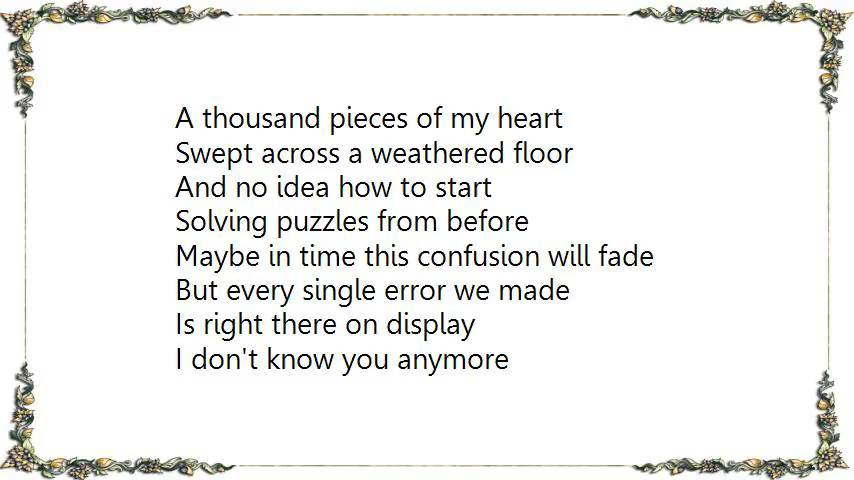 A thousand pieces of my heart
Swept across a weathered floor
And no idea how to start
Solving puzzles from before
Maybe in time this confusion will fade
But every single error we made
Is right there on display
I don't know you anymore